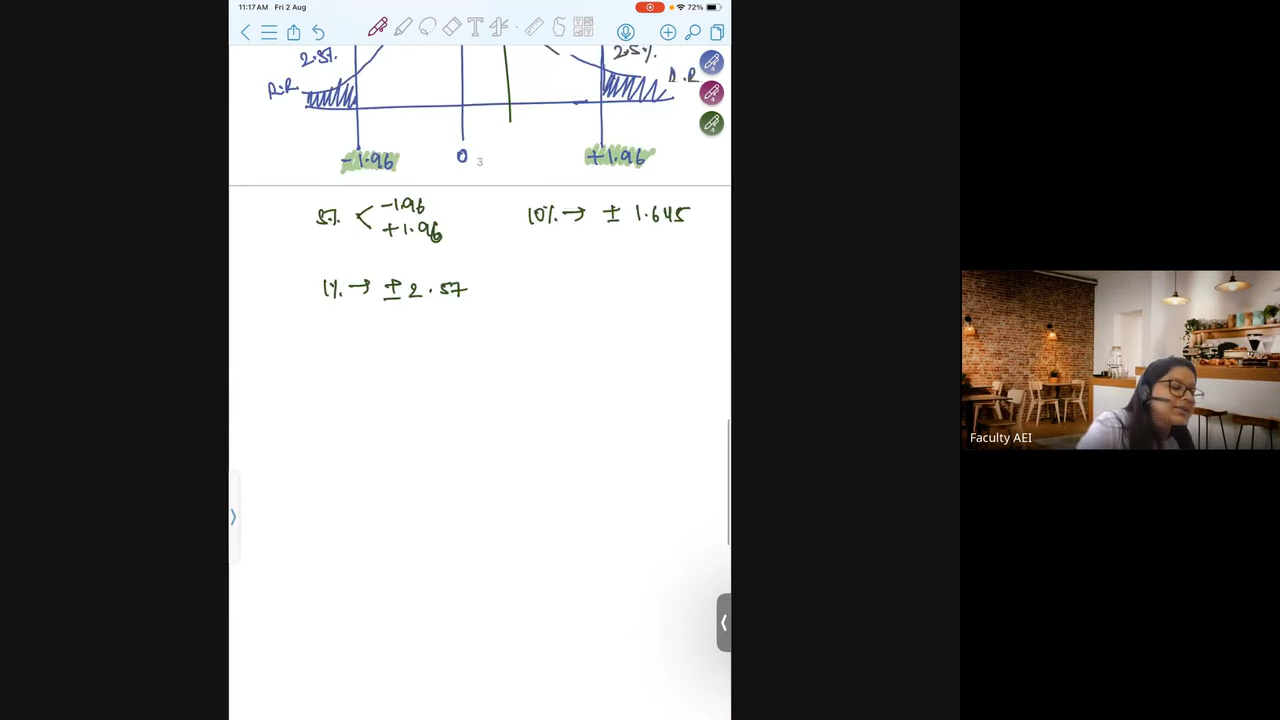 11:17 AM Fri 2 Aug 72%
2.5%. 2.5%.
R.R R.R
-1.96 0 3 +1.96
5%. < -1.96 +1.96 10%. → ± 1.645
1%. → ± 2.57
Faculty AEI